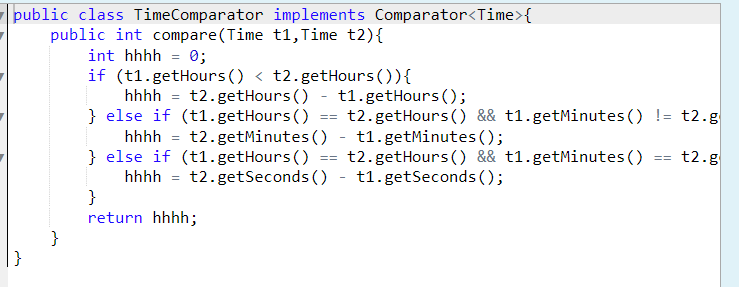 public class TimeComparator implements Comparator<Time>{
    public int compare(Time t1,Time t2){
        int hhhh = 0;
        if (t1.getHours() < t2.getHours()){
            hhhh = t2.getHours() - t1.getHours();
        } else if (t1.getHours() == t2.getHours() && t1.getMinutes() != t2.g
            hhhh = t2.getMinutes() - t1.getMinutes();
        } else if (t1.getHours() == t2.getHours() && t1.getMinutes() == t2.g
            hhhh = t2.getSeconds() - t1.getSeconds();
        }
        return hhhh;
    }
}